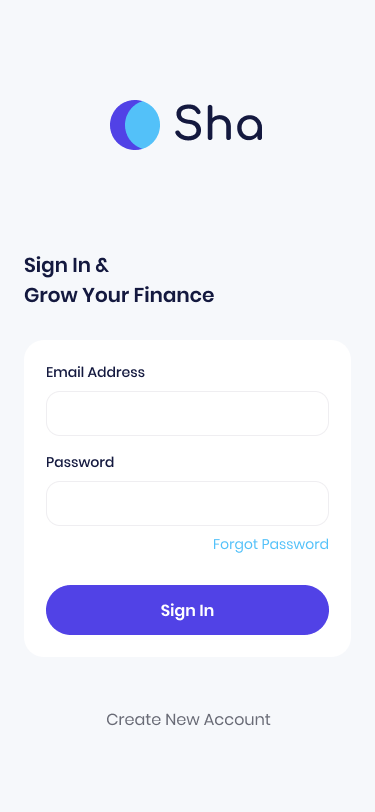 Sha
Sign In &
Grow Your Finance
Email Address
Password
Forgot Password
Sign In
Create New Account